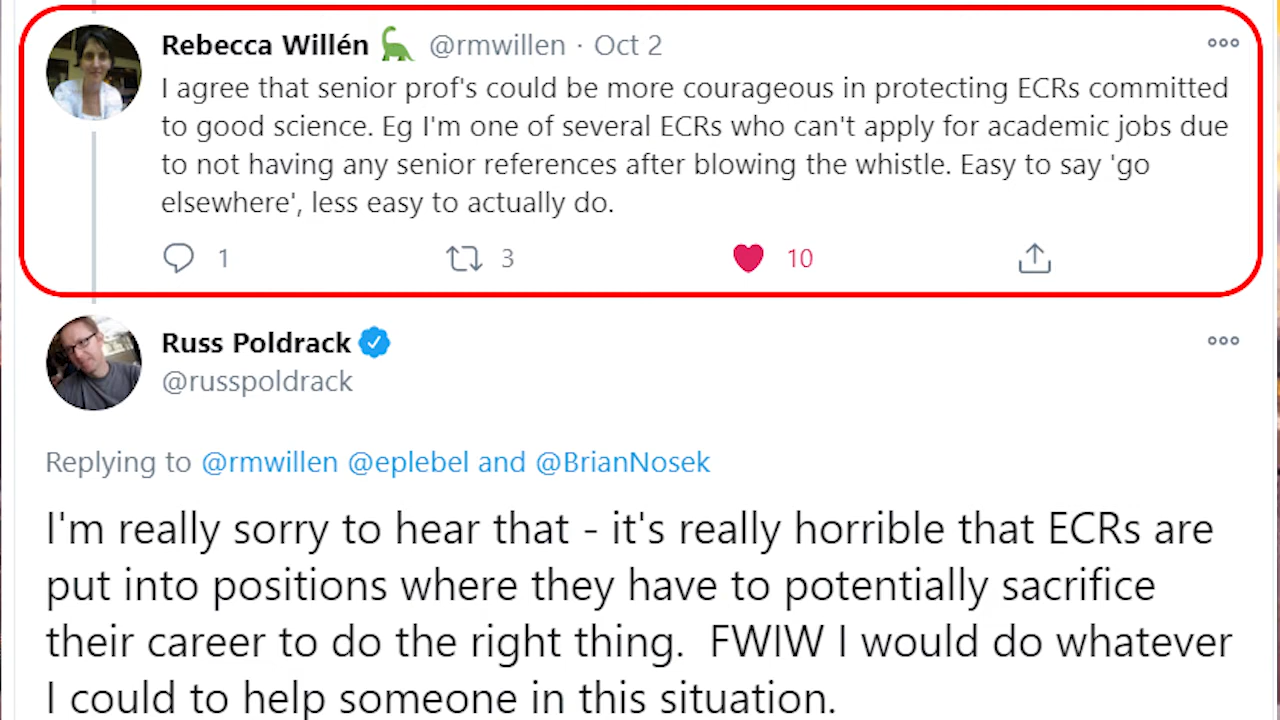 Rebecca Willén 🦕 @rmwillen · Oct 2
I agree that senior prof's could be more courageous in protecting ECRs committed
to good science. Eg I'm one of several ECRs who can't apply for academic jobs due
to not having any senior references after blowing the whistle. Easy to say 'go
elsewhere', less easy to actually do.
1 3 10
Russ Poldrack
@russpoldrack
Replying to @rmwillen @eplebel and @BrianNosek
I'm really sorry to hear that - it's really horrible that ECRs are
put into positions where they have to potentially sacrifice
their career to do the right thing.  FWIW I would do whatever
I could to help someone in this situation.